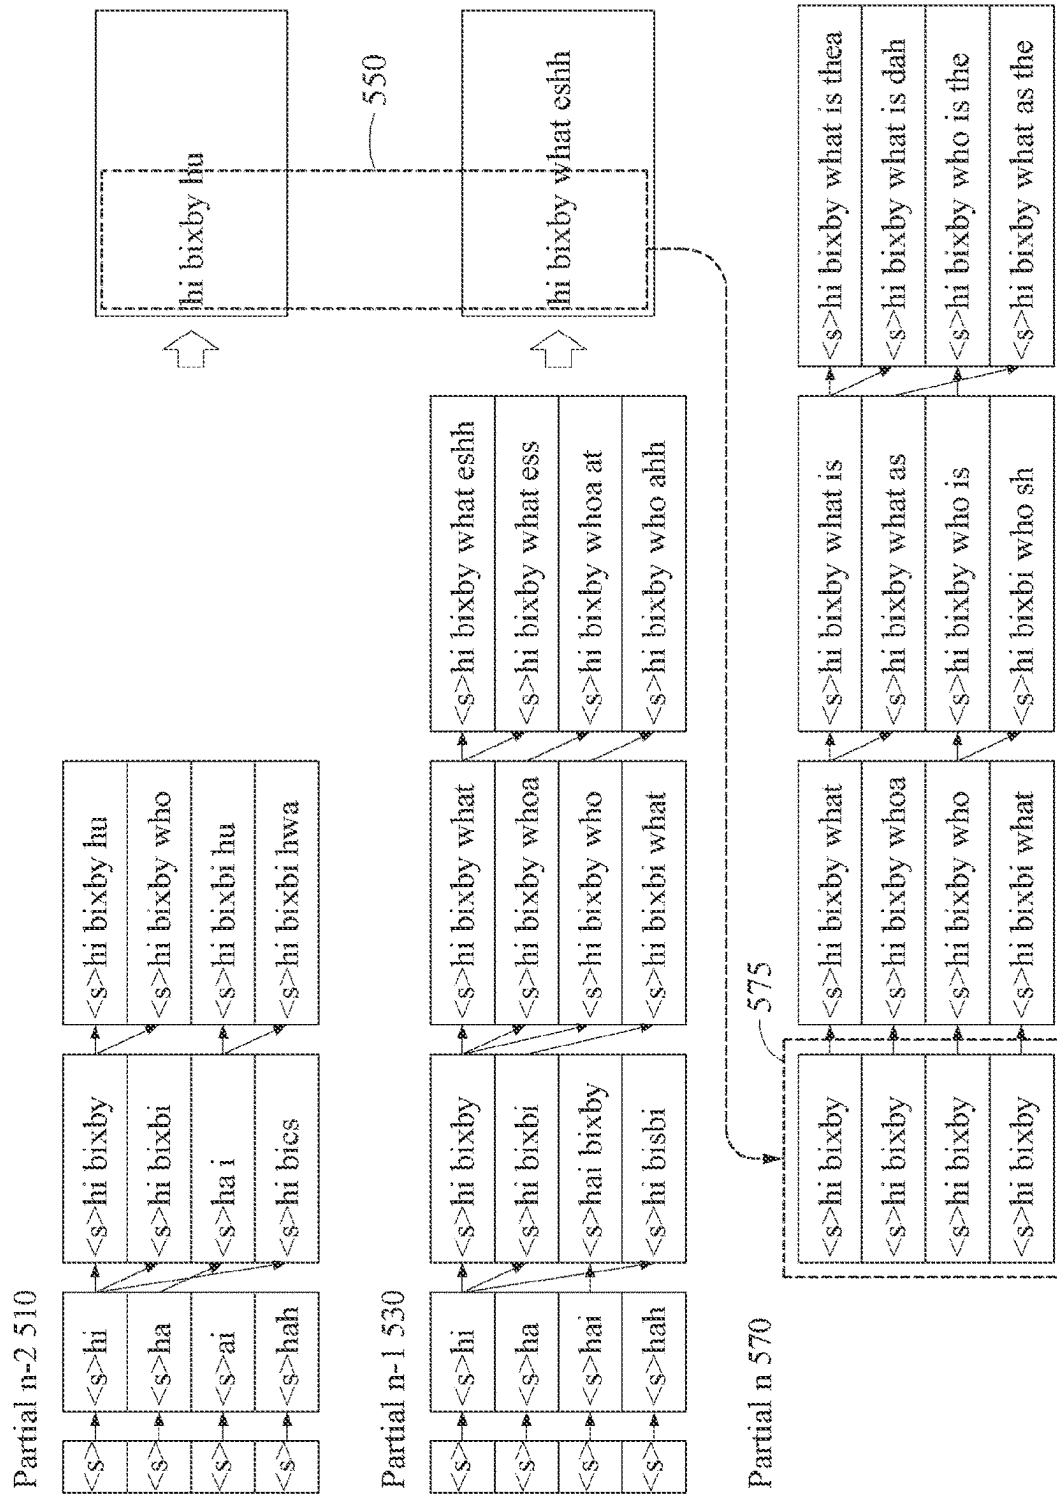 Partial n-2 510
<s>
<s>
<s>
<s>
<s>hi
<s>ha
<s>ai
<s>hah
<s>hi bixby
<s>hi bixbi
<s>ha i
<s>hi bics
<s>hi bixby hu
<s>hi bixby who
<s>hi bixbi hu
<s>hi bixbi hwa
hi bixby hu
550
Partial n-1 530
<s>
<s>
<s>
<s>
<s>hi
<s>ha
<s>hai
<s>hah
<s>hi bixby
<s>hi bixbi
<s>hai bixby
<s>hi bisbi
<s>hi bixby what
<s>hi bixby whoa
<s>hi bixby who
<s>hi bixbi what
<s>hi bixby what eshh
<s>hi bixby what ess
<s>hi bixby whoa at
<s>hi bixby who ahh
hi bixby what eshh
Partial n 570
575
<s>hi bixby
<s>hi bixby
<s>hi bixby
<s>hi bixby
<s>hi bixby what
<s>hi bixby whoa
<s>hi bixby who
<s>hi bixbi what
<s>hi bixby what is
<s>hi bixby what as
<s>hi bixby who is
<s>hi bixbi who sh
<s>hi bixby what is thea
<s>hi bixby what is dah
<s>hi bixby who is the
<s>hi bixby what as the